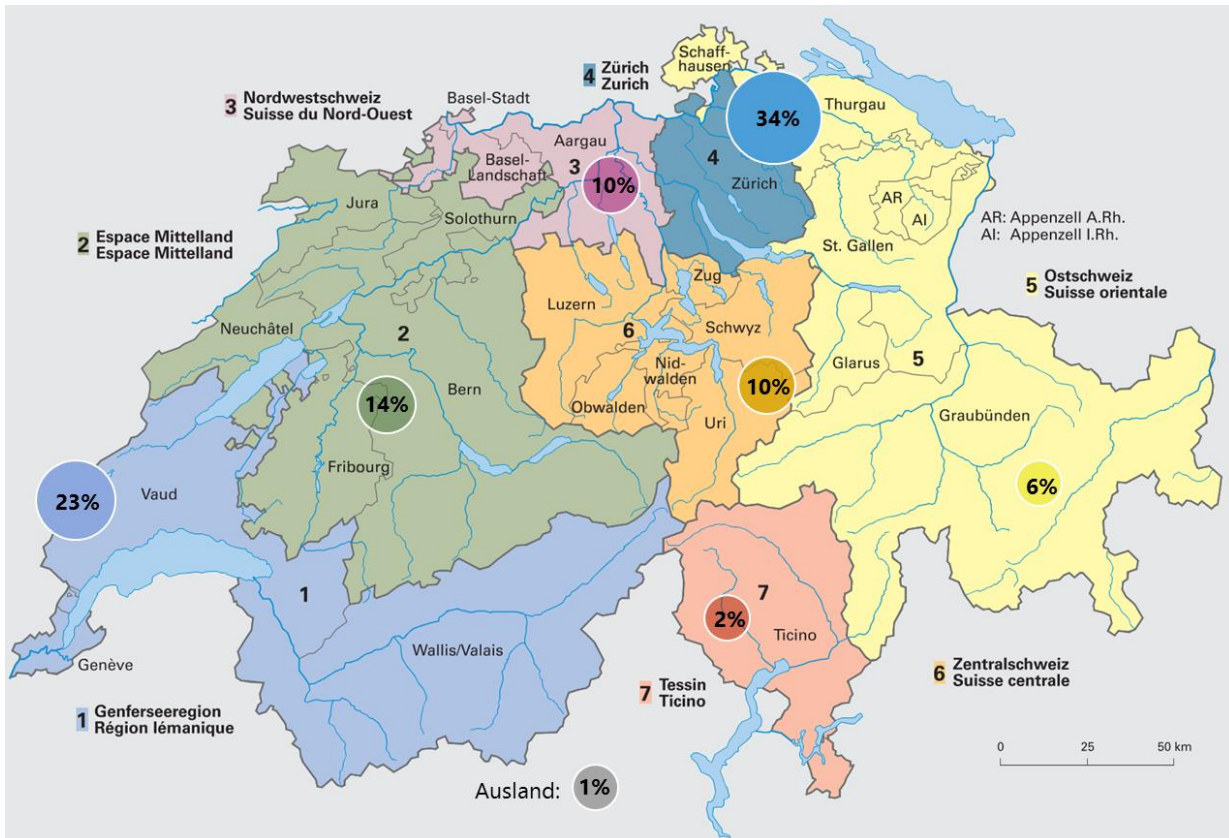 Schaff-
hausen
4 Zürich
Zurich
Basel-Stadt
3 Nordwestschweiz
Suisse du Nord-Ouest
34%
Thurgau
Aargau
3
10%
4
Zürich
Basel-
Landschaft
Jura
Solothurn
AR
AI
AR: Appenzell A.Rh.
AI: Appenzell I.Rh.
2 Espace Mittelland
Espace Mittelland
St. Gallen
Zug
5 Ostschweiz
Suisse orientale
Luzern
6
Schwyz
Neuchâtel
2
Nid-
walden
Glarus
5
10%
Bern
14%
Obwalden
Uri
Graubünden
Fribourg
6%
23%
Vaud
1
7
2%
Ticino
Wallis/Valais
Genève
6 Zentralschweiz
Suisse centrale
7 Tessin
Ticino
1 Genferseeregion
Région lémanique
0 25 50 km
Ausland: 1%